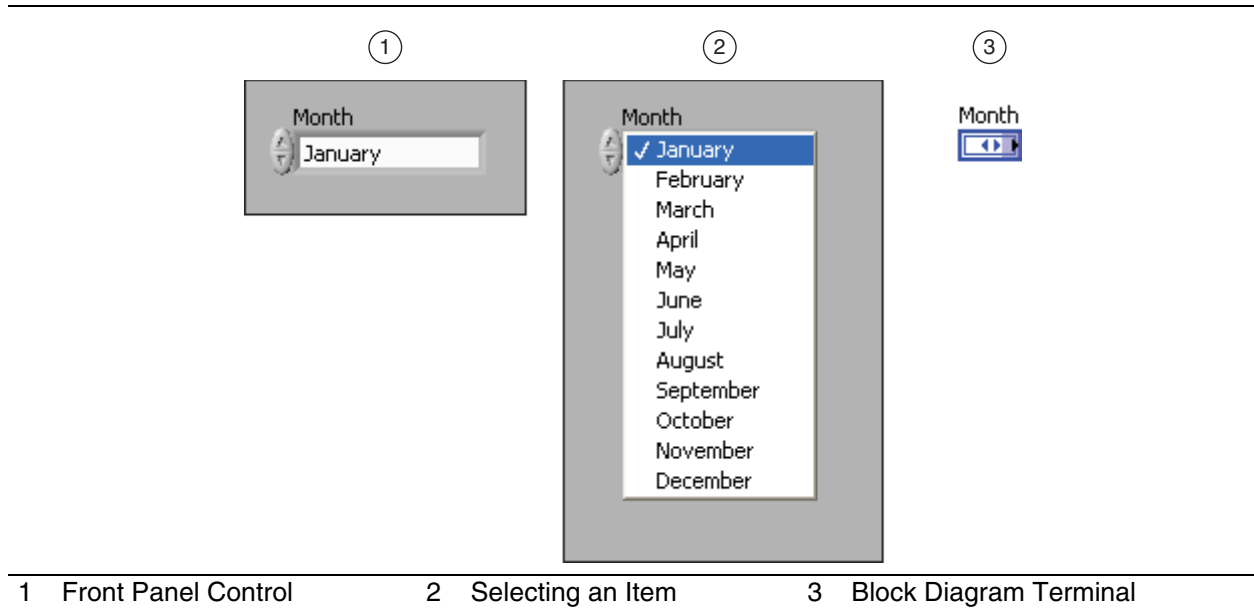 1
2
3
Month
January
Month
✓ January
February
March
April
May
June
July
August
September
October
November
December
Month
1 Front Panel Control 2 Selecting an Item 3 Block Diagram Terminal